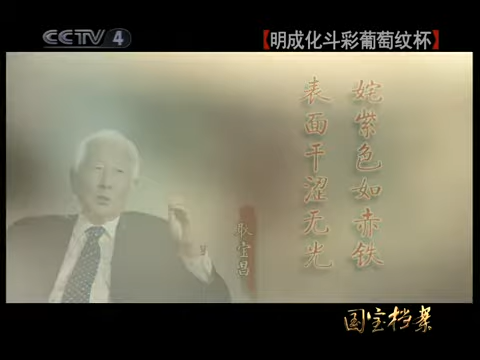 CCTV 4
【明成化斗彩葡萄纹杯】
姹紫色如赤铁
表面干涩无光
耿宝昌
国宝档案